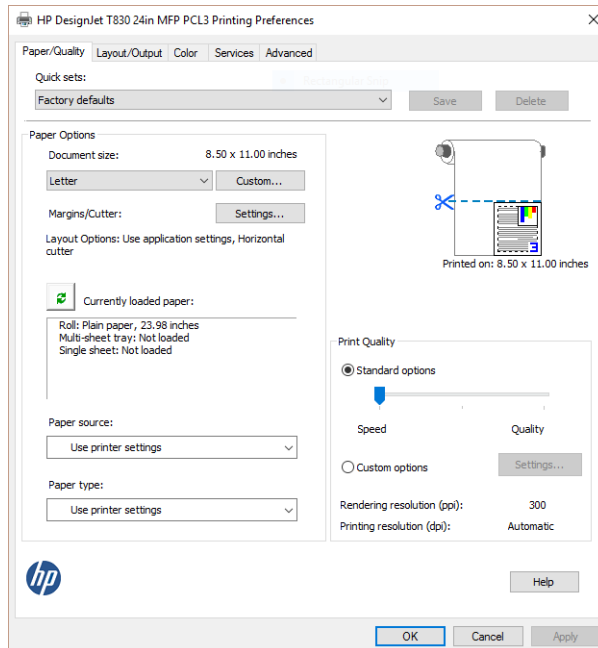 HP DesignJet T830 24in MFP PCL3 Printing Preferences
Paper/Quality Layout/Output Color Services Advanced
Quick sets:
Factory defaults
Save Delete
Paper Options
Document size: 8.50 x 11.00 inches
Letter Custom...
Margins/Cutter: Settings...
Layout Options: Use application settings, Horizontal
cutter
Currently loaded paper:
Roll: Plain paper, 23.98 inches
Multi-sheet tray: Not loaded
Single sheet: Not loaded
Paper source:
Use printer settings
Paper type:
Use printer settings
3
Printed on: 8.50 x 11.00 inches
Print Quality
Standard options
Speed Quality
Custom options Settings...
Rendering resolution (ppi): 300
Printing resolution (dpi): Automatic
hp
Help
OK Cancel Apply